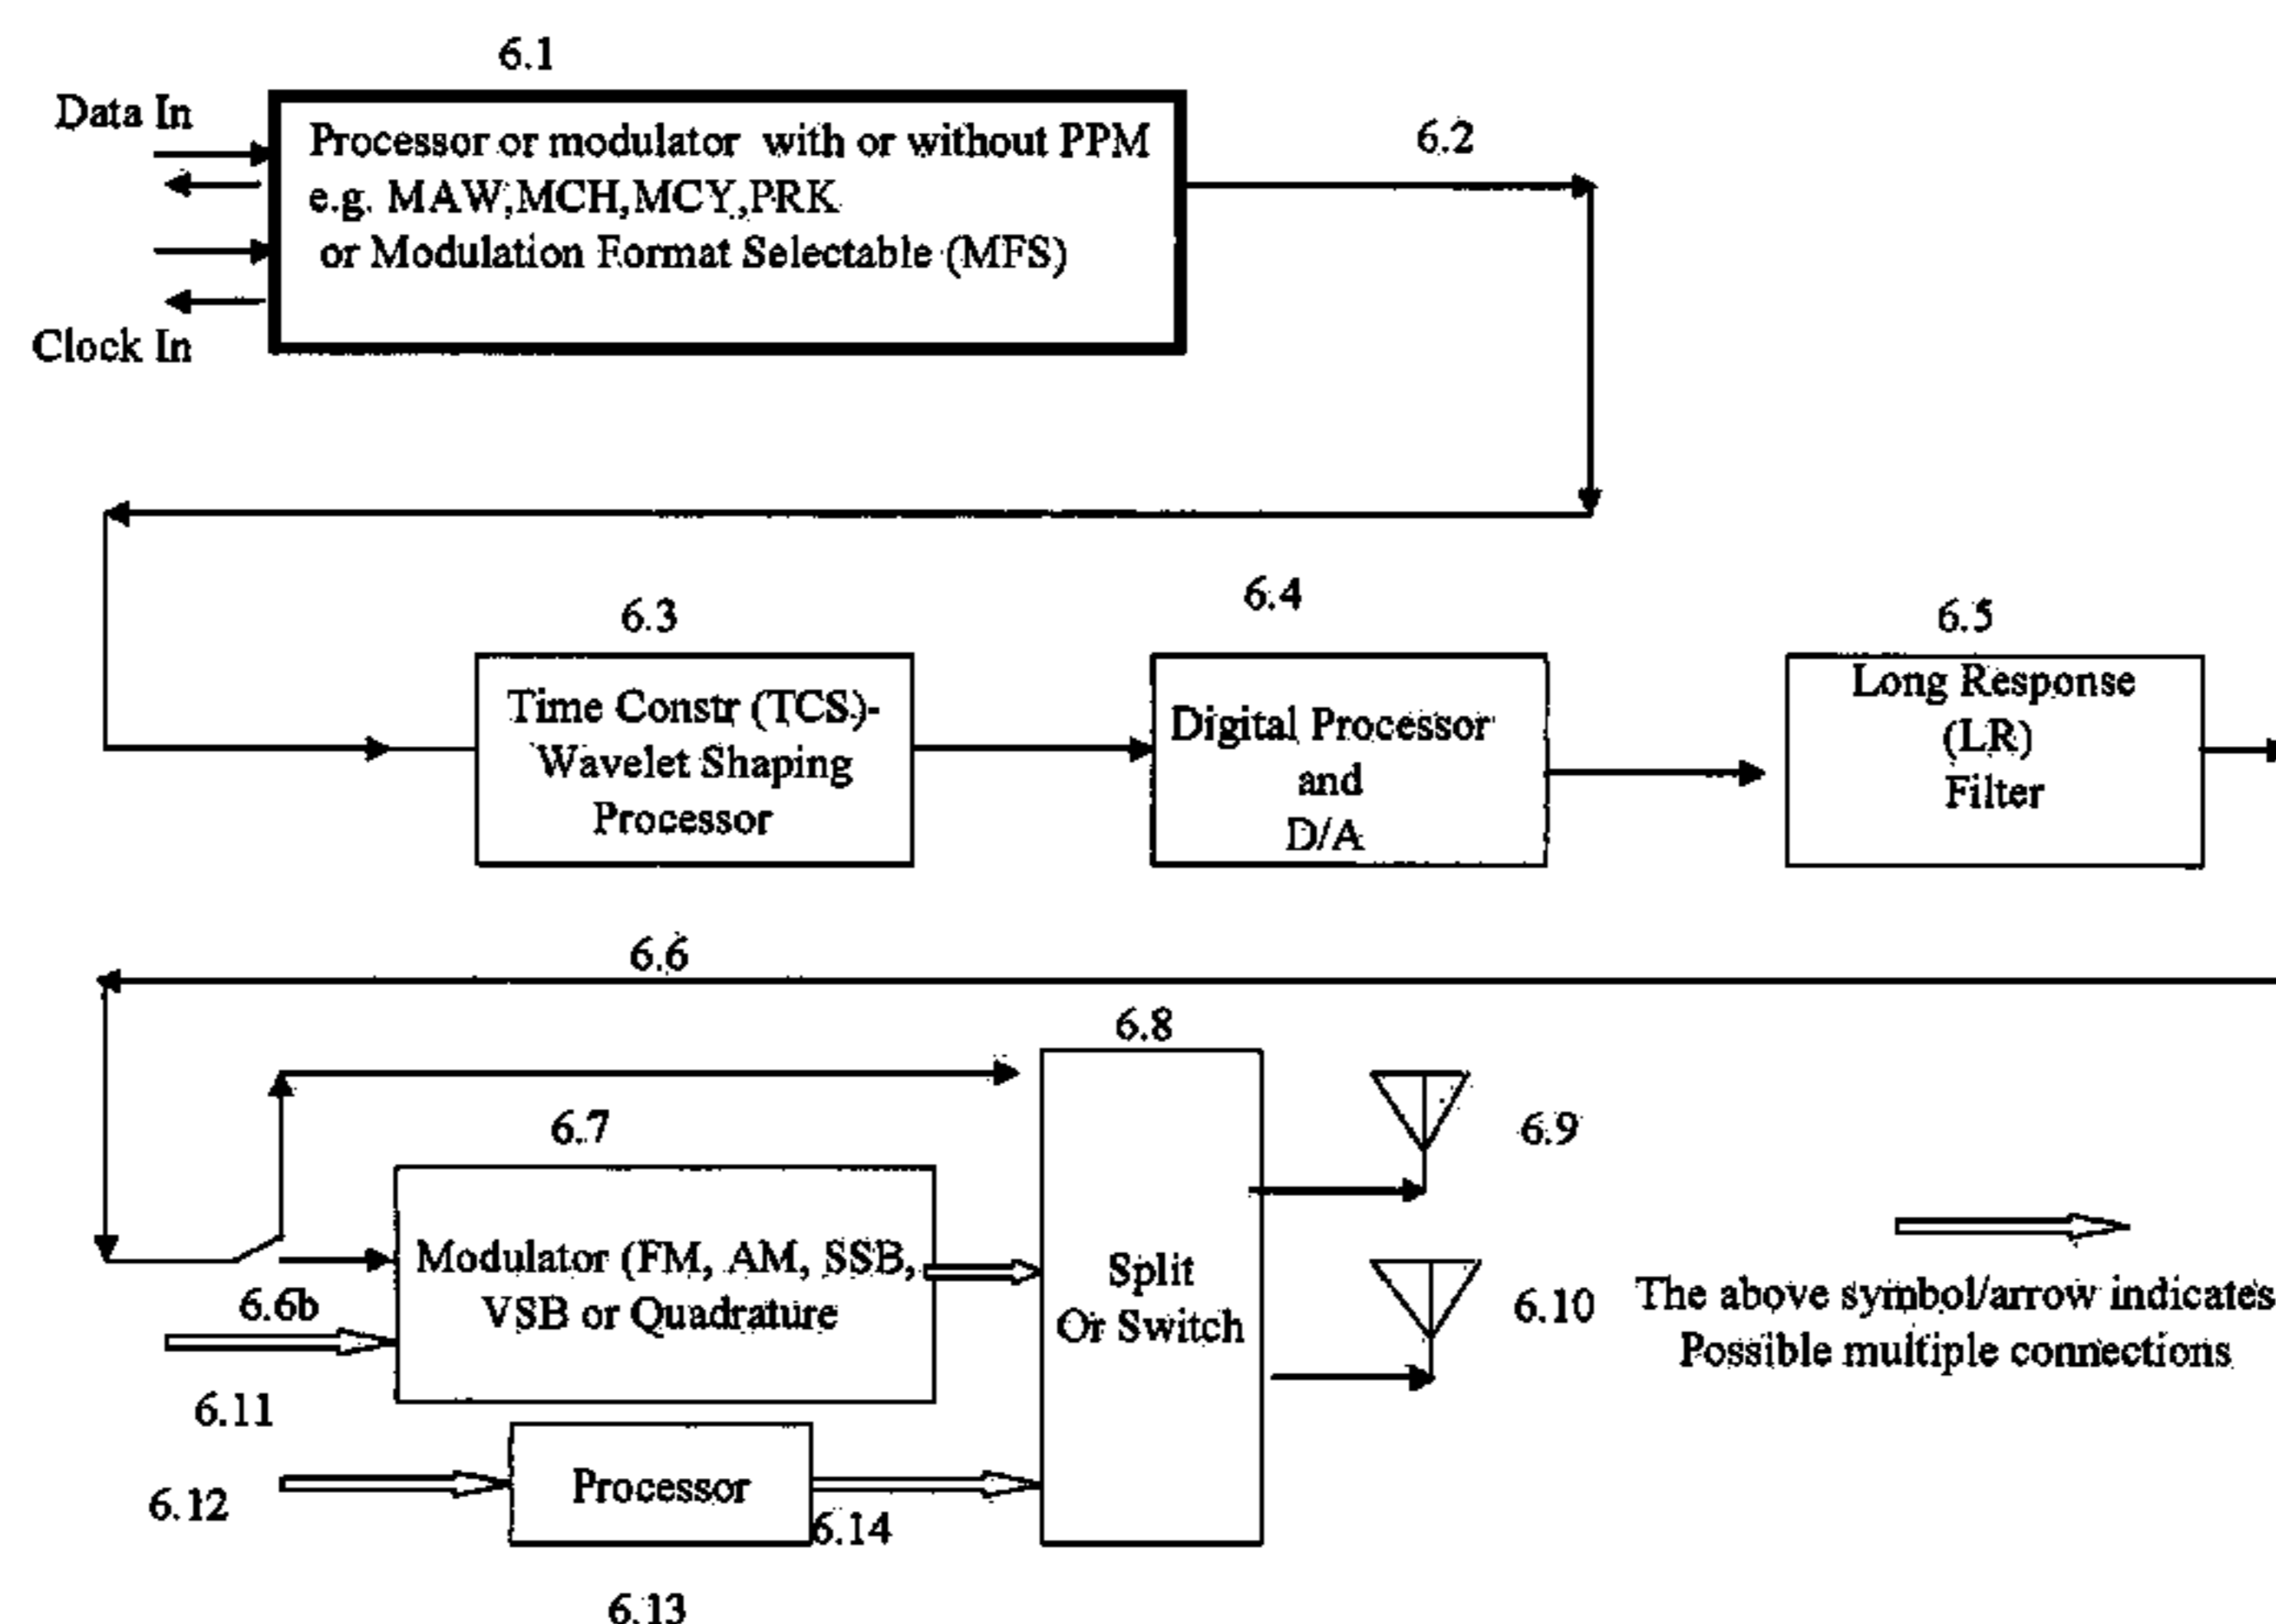 6.1
Data In
Processor or modulator with or without PPM
6.2
e.g. MAW,MCH,MCY,PRK
or Modulation Format Selectable (MFS)
Clock In
6.3
6.4
6.5
Time Constr (TCS)-
Wavelet Shaping
Processor
Digital Processor
and
D/A
Long Response
(LR)
Filter
6.6
6.8
6.7
6.9
Modulator (FM, AM, SSB,
VSB or Quadrature
6.6b
Split
Or Switch
6.10
The above symbol/arrow indicates
Possible multiple connections
6.11
6.12
Processor
6.14
6.13